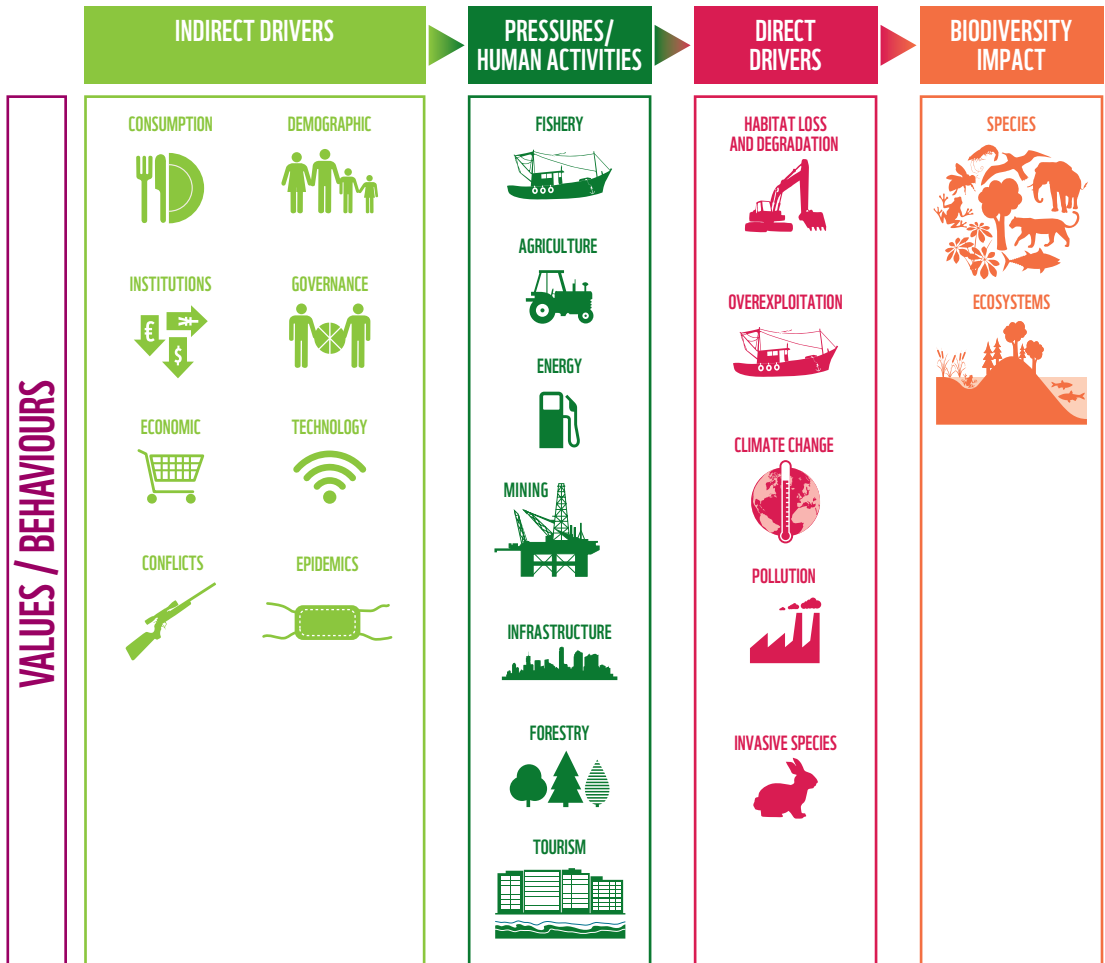 INDIRECT DRIVERS
PRESSURES/
HUMAN ACTIVITIES
DIRECT
DRIVERS
BIODIVERSITY
IMPACT
VALUES / BEHAVIOURS
CONSUMPTION
DEMOGRAPHIC
INSTITUTIONS
GOVERNANCE
€
$
ECONOMIC
TECHNOLOGY
CONFLICTS
EPIDEMICS
FISHERY
AGRICULTURE
ENERGY
MINING
INFRASTRUCTURE
FORESTRY
TOURISM
HABITAT LOSS
AND DEGRADATION
OVEREXPLOITATION
CLIMATE CHANGE
POLLUTION
INVASIVE SPECIES
SPECIES
ECOSYSTEMS